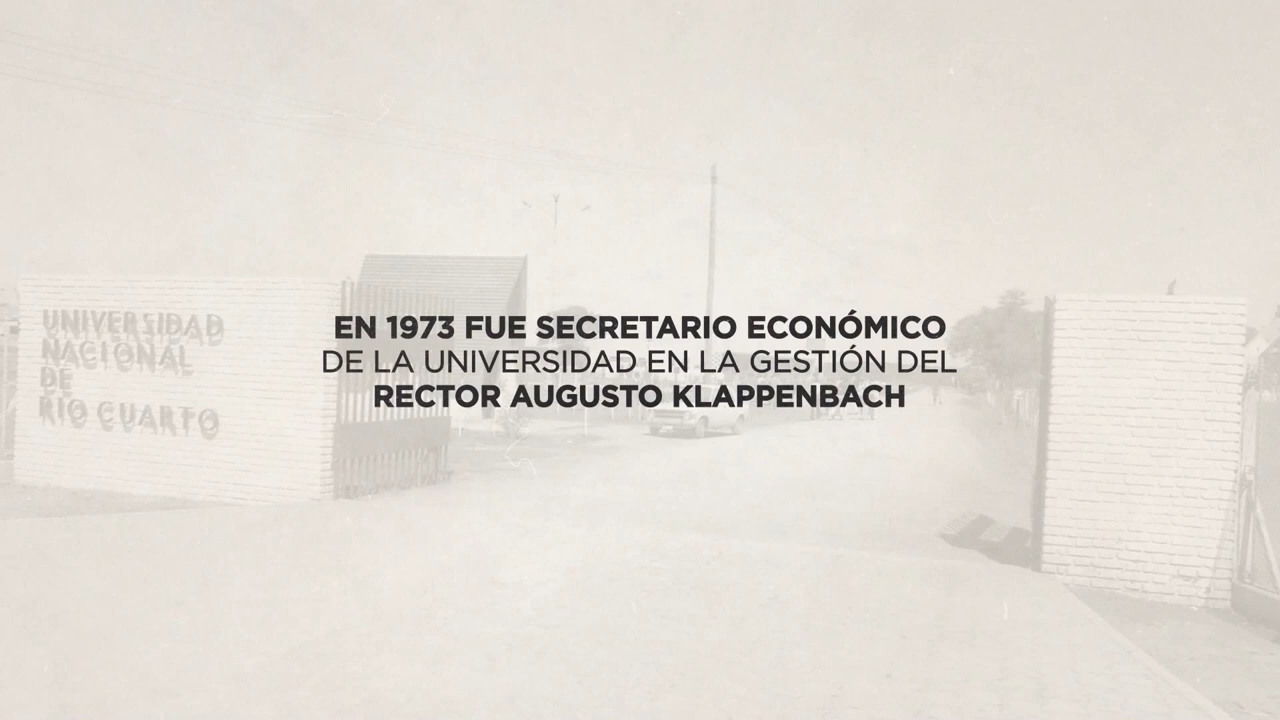 UNIVERSIDAD
NACIONAL
DE
RIO CUARTO
EN 1973 FUE SECRETARIO ECONÓMICO
DE LA UNIVERSIDAD EN LA GESTIÓN DEL
RECTOR AUGUSTO KLAPPENBACH